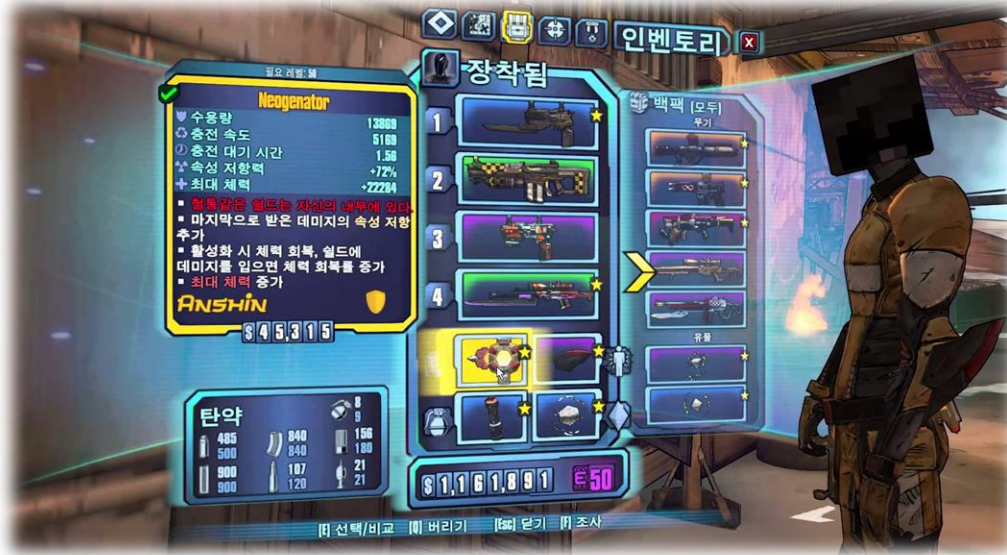 인벤토리
X
장착됨
1
2
3
4
백팩 (모두)
무기
유물
필요 레벨: 50
Neogenator
수용량 13869
충전 속도 5169
충전 대기 시간 1.56
속성 저항력 +72%
최대 체력 +22284
▪ 철통같은 쉴드는 자신의 내부에 있다.
▪ 마지막으로 받은 데미지의 속성 저항
추가
▪ 활성화 시 체력 회복, 쉴드에
데미지를 입으면 체력 회복률 증가
▪ 최대 체력 증가
ANSHIN
$45,315
탄약
8
9
485
500
840
840
156
180
900
900
107
120
21
21
$1,161,891
50
[E] 선택/비교 [Q] 버리기 [Esc] 닫기 [F] 조사